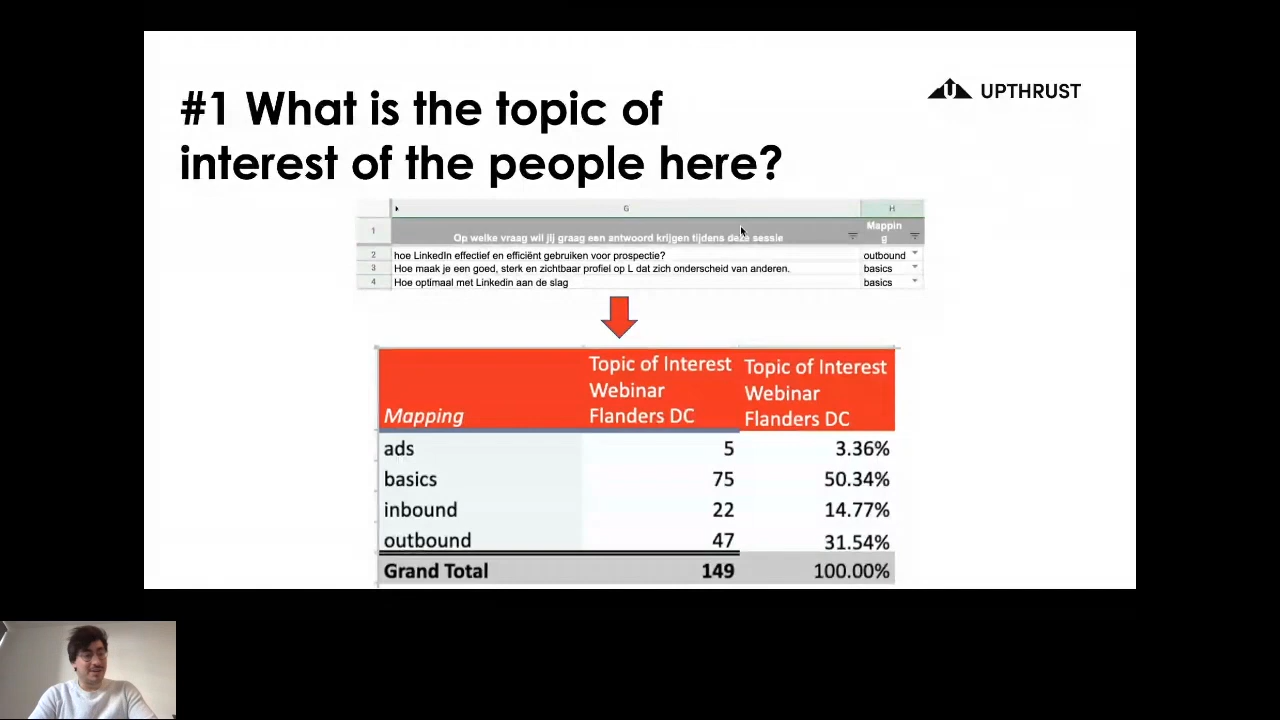 #1 What is the topic of
interest of the people here?
UPTHRUST
G H
1 Op welke vraag wil jij graag een antwoord krijgen tijdens deze sessie Mapping
2 hoe LinkedIn effectief en efficiënt gebruiken voor prospectie? outbound
3 Hoe maak je een goed, sterk en zichtbaar profiel op L dat zich onderscheid van anderen. basics
4 Hoe optimaal met Linkedin aan de slag basics
Mapping Topic of Interest Webinar Flanders DC Topic of Interest Webinar Flanders DC
ads 5 3.36%
basics 75 50.34%
inbound 22 14.77%
outbound 47 31.54%
Grand Total 149 100.00%